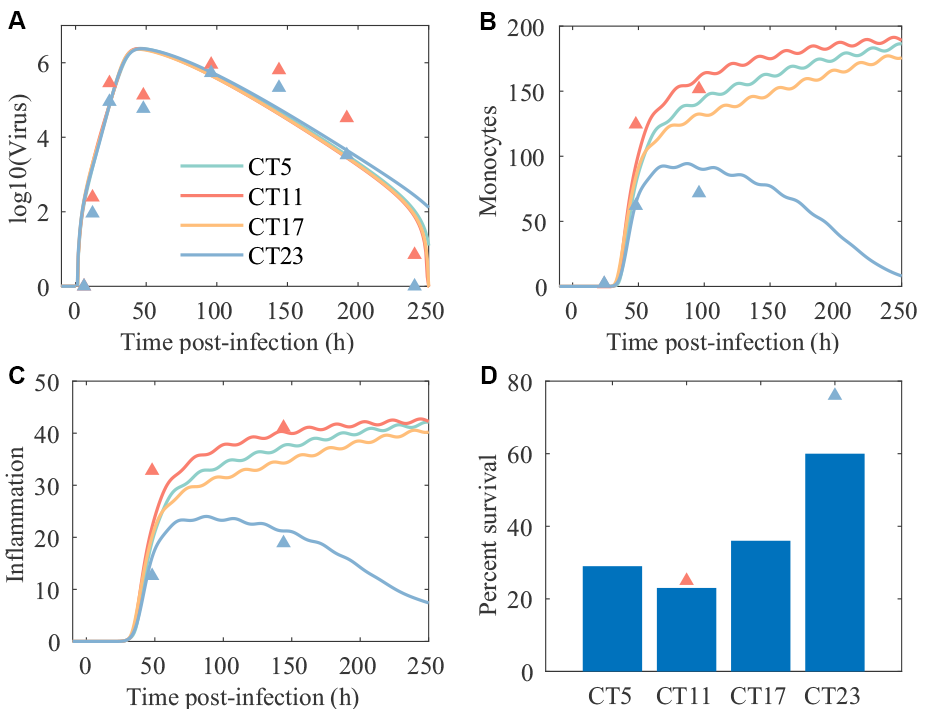 A
log10(Virus)
6
4
2
0
CT5
CT11
CT17
CT23
0 50 100 150 200 250
Time post-infection (h)
B
Monocytes
200
150
100
50
0
0 50 100 150 200 250
Time post-infection (h)
C
Inflammation
50
40
30
20
10
0
0 50 100 150 200 250
Time post-infection (h)
D
Percent survival
80
60
40
20
0
CT5 CT11 CT17 CT23